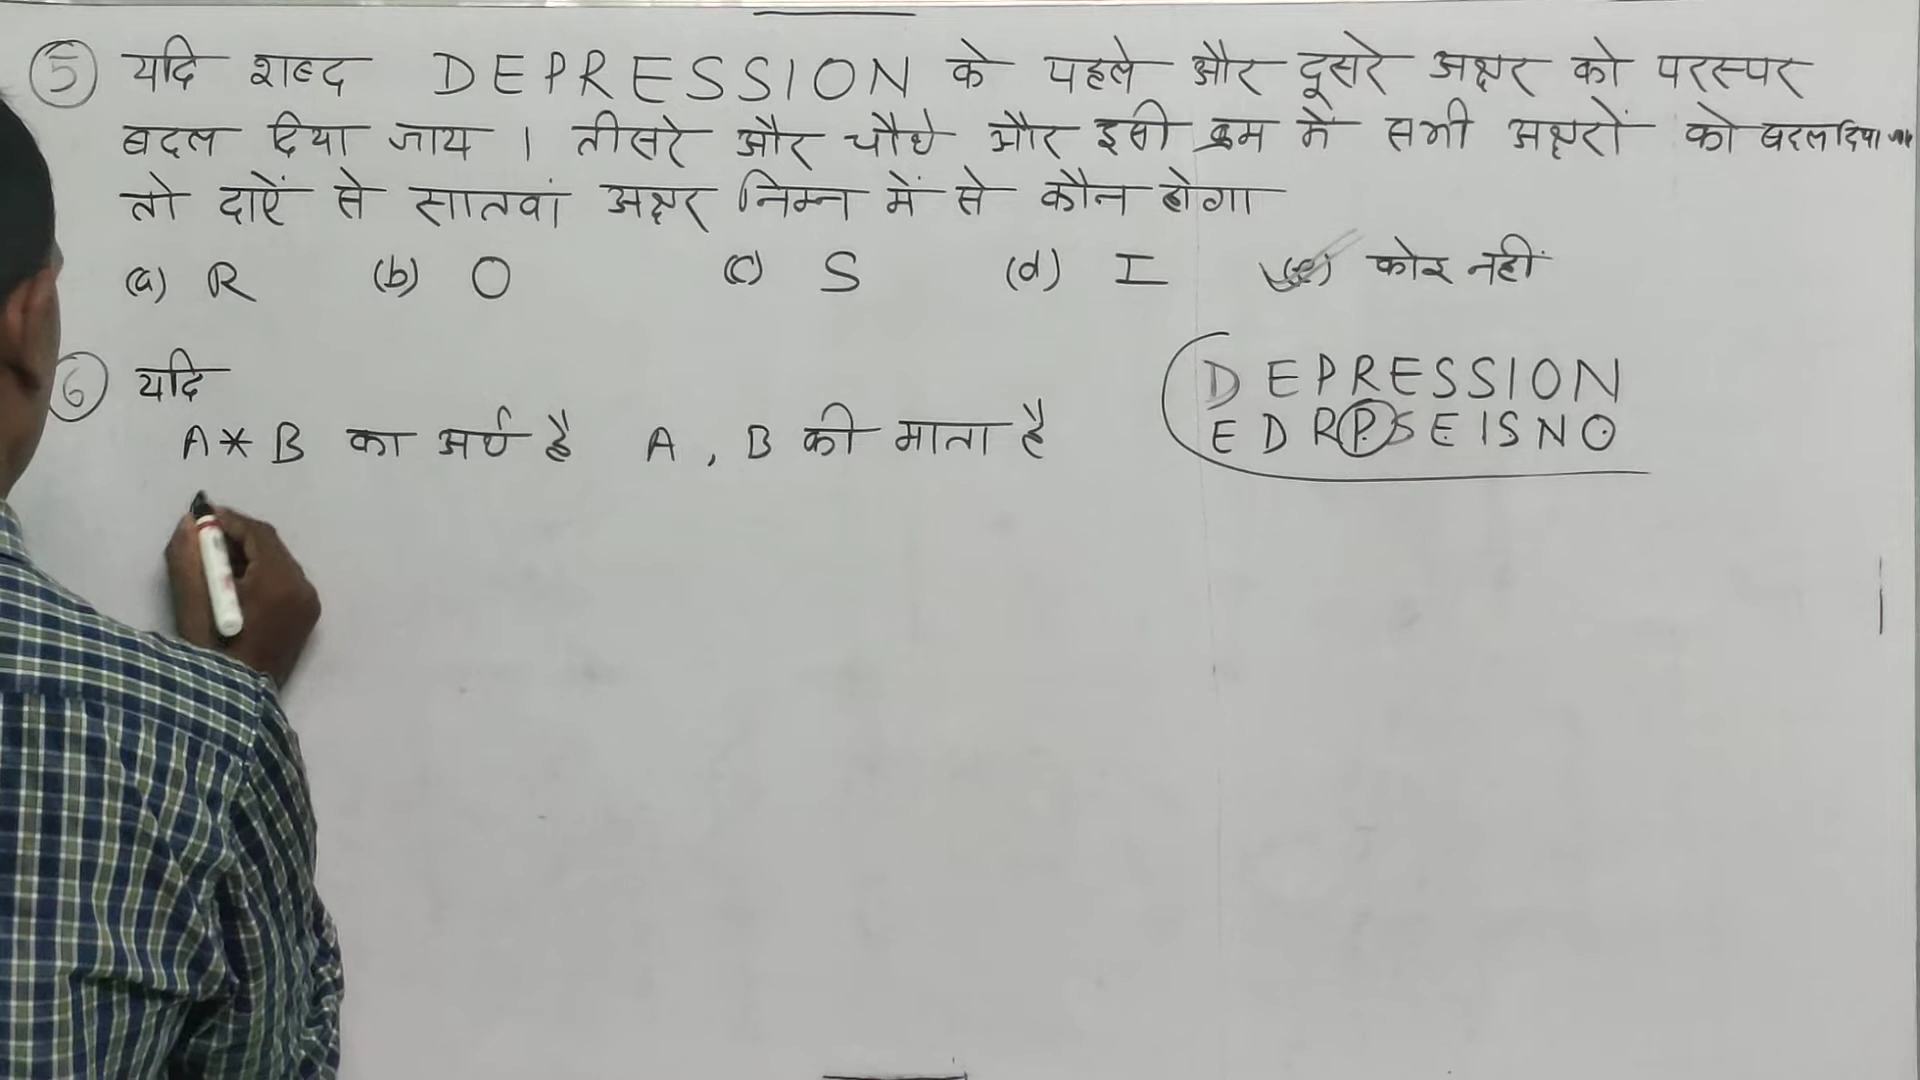 5 यदि शब्द DEPRESSION के पहले और दूसरे अक्षर को परस्पर
बदल दिया जाय । तीसरे और चौथे और इसी क्रम में सभी अक्षरों को बदल दिया
तो दाऐं से सातवां अक्षर निम्न में से कौन होगा
(a) R (b) O (c) S (d) I (e) कोइ नहीं
DEPRESSION
EDRPSEISNO
6 यदि
A * B का अर्थ है A , B की माता है